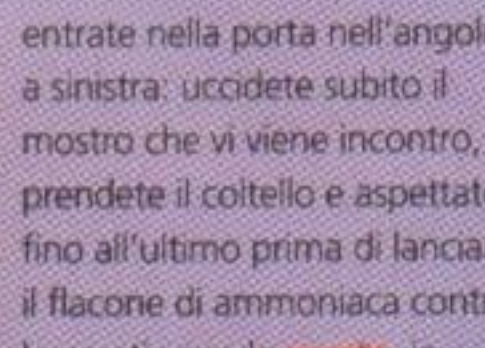 entrate nella porta nell'angol
a sinistra: uccidete subito il
mostro che vi viene incontro,
prendete il coltello e aspettat
fino all'ultimo prima di lancia
il flacone di ammoniaca cont